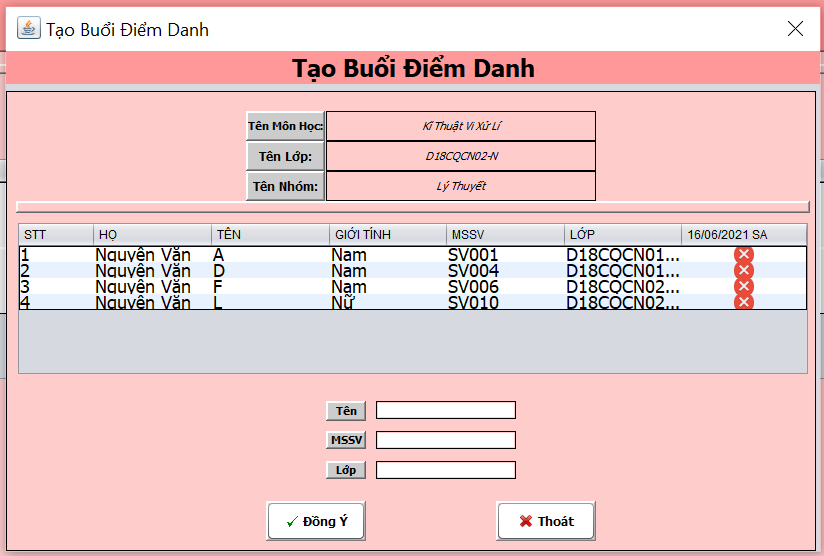 Tạo Buổi Điểm Danh
Tạo Buổi Điểm Danh
Tên Môn Học: Kĩ Thuật Vi Xử Lí
Tên Lớp: D18CQCN02-N
Tên Nhóm: Lý Thuyết
STT HỌ TÊN GIỚI TÍNH MSSV LỚP 16/06/2021 SA
1 Nguyễn Văn A Nam SV001 D18CQCN01...
2 Nguyễn Văn D Nam SV004 D18CQCN01...
3 Nguyễn Văn F Nam SV006 D18CQCN02...
4 Nguyễn Văn L Nữ SV010 D18CQCN02...
Tên
MSSV
Lớp
Đồng Ý Thoát